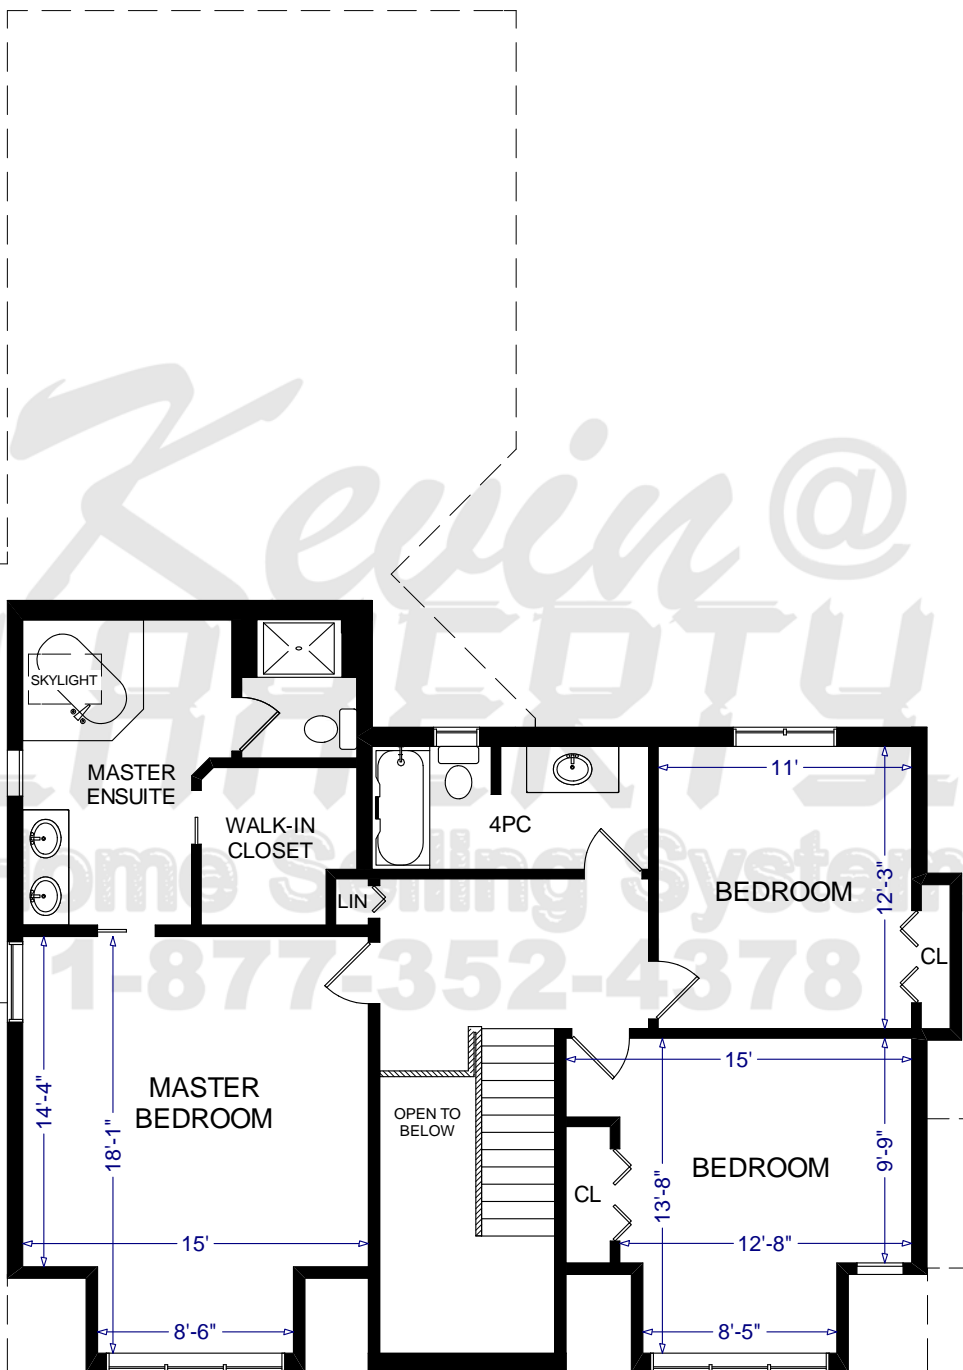 Kevin@
FLAHERTY.
Home Selling System
1-877-352-4378
SKYLIGHT
MASTER
ENSUITE
WALK-IN
CLOSET
4PC
11'
BEDROOM
12'-3"
LIN
CL
15'
MASTER
BEDROOM
14'-4"
18'-1"
OPEN TO
BELOW
BEDROOM
9'-9"
13'-8"
CL
15'
12'-8"
8'-6"
8'-5"